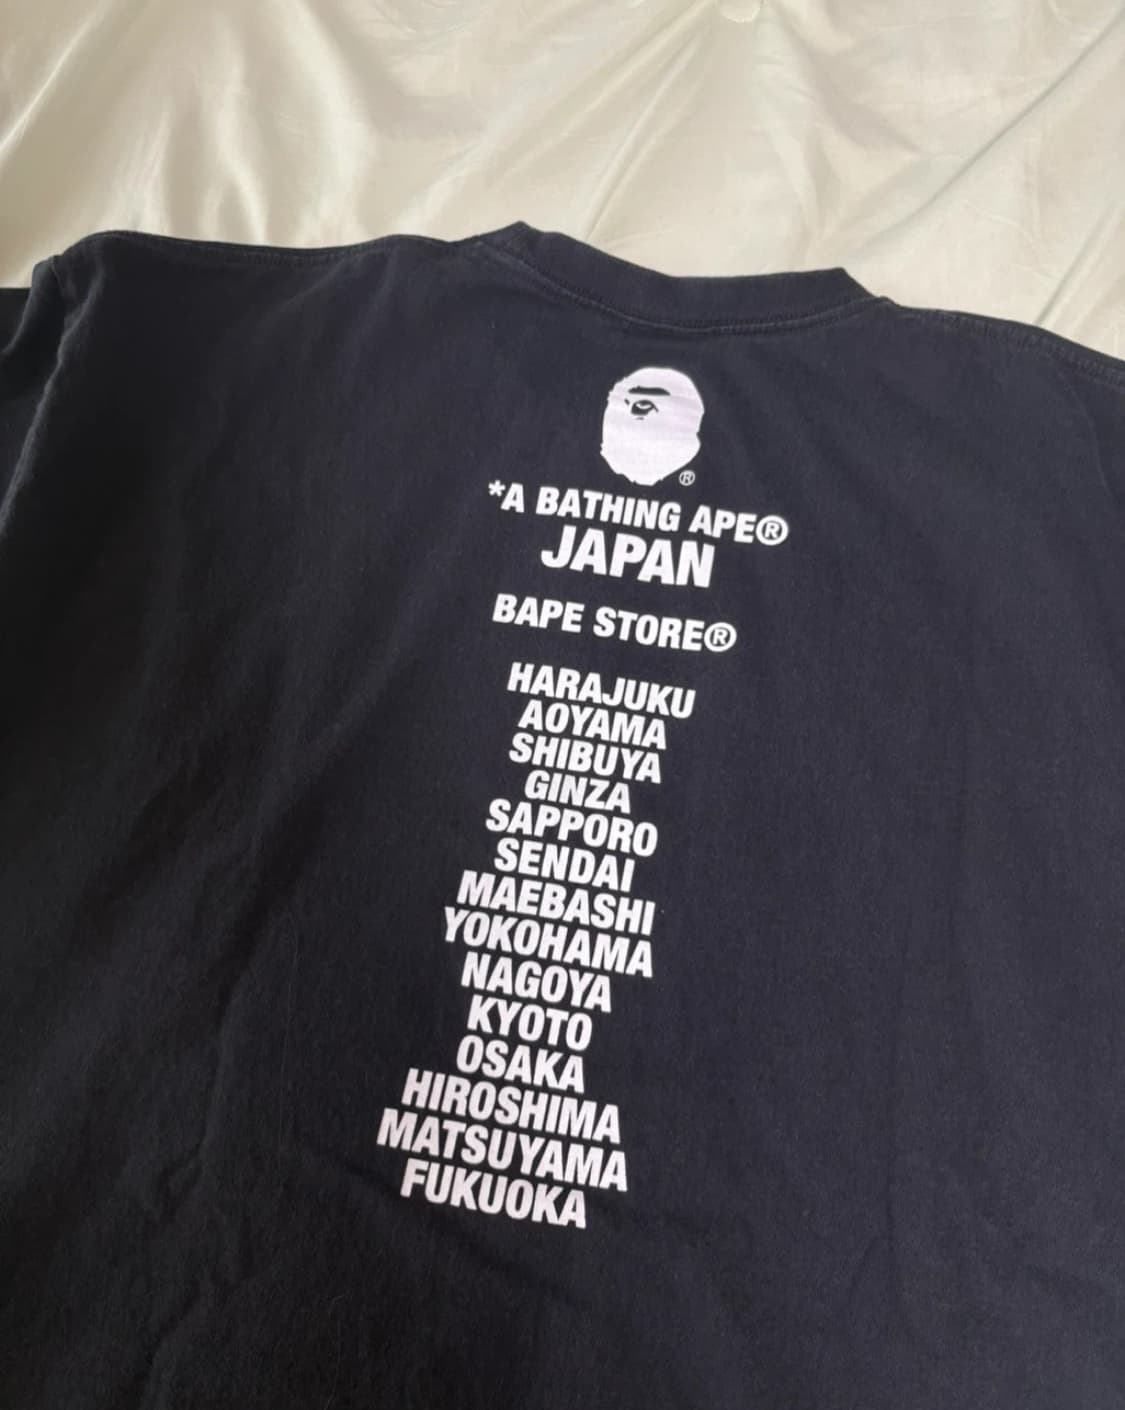 ®
*A BATHING APE®
JAPAN
BAPE STORE®
HARAJUKU
AOYAMA
SHIBUYA
GINZA
SAPPORO
SENDAI
MAEBASHI
YOKOHAMA
NAGOYA
KYOTO
OSAKA
HIROSHIMA
MATSUYAMA
FUKUOKA